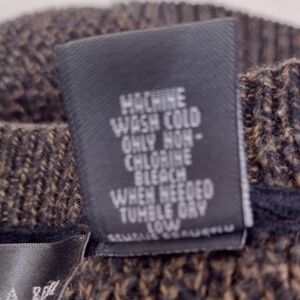 MACHINE
WASH COLD
ONLY NON-
CHLORINE
BLEACH
WHEN NEEDED
TUMBLE DRY
LOW